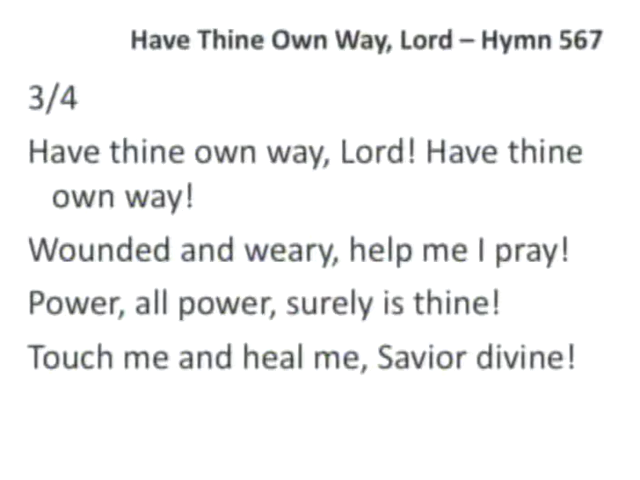 Have Thine Own Way, Lord – Hymn 567
3/4
Have thine own way, Lord! Have thine
own way!
Wounded and weary, help me I pray!
Power, all power, surely is thine!
Touch me and heal me, Savior divine!